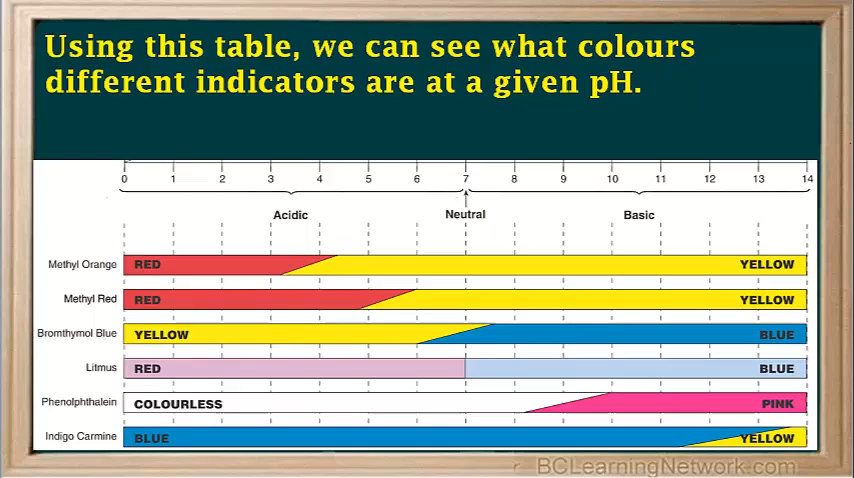 Using this table, we can see what colours
different indicators are at a given pH.
0 1 2 3 4 5 6 7 8 9 10 11 12 13 14
Acidic Neutral Basic
Methyl Orange RED YELLOW
Methyl Red RED YELLOW
Bromthymol Blue YELLOW BLUE
Litmus RED BLUE
Phenolphthalein COLOURLESS PINK
Indigo Carmine BLUE YELLOW
BCLearningNetwork.com